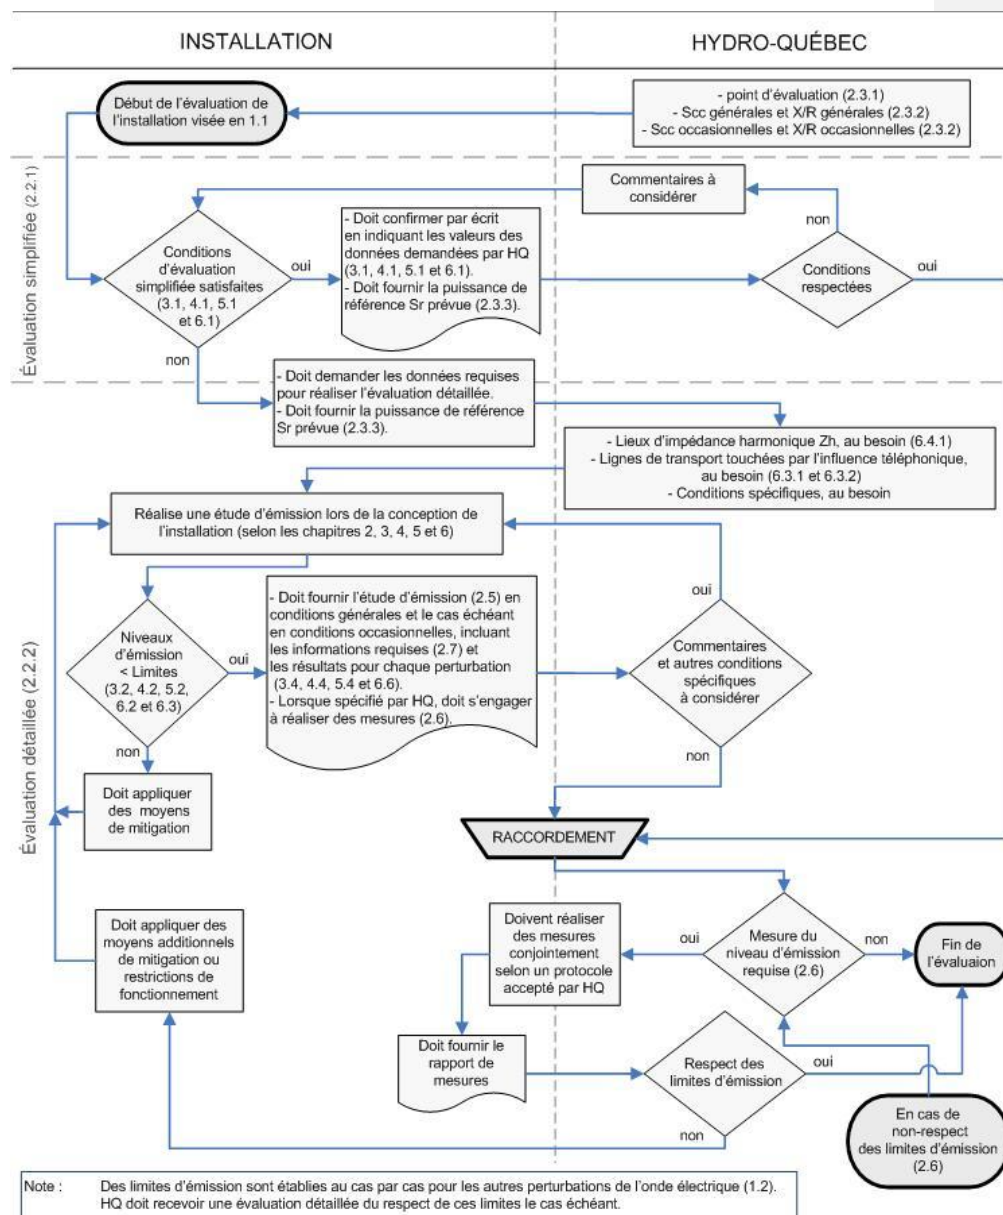 INSTALLATION
HYDRO-QUÉBEC
Début de l'évaluation de
l'installation visée en 1.1
- point d'évaluation (2.3.1)
- Scc générales et X/R générales (2.3.2)
- Scc occasionnelles et X/R occasionnelles (2.3.2)
Évaluation simplifiée (2.2.1)
Commentaires à
considérer
non
Conditions
d'évaluation
simplifiée satisfaites
(3.1, 4.1, 5.1
et 6.1)
oui
- Doit confirmer par écrit
en indiquant les valeurs des
données demandées par HQ
(3.1, 4.1, 5.1 et 6.1).
- Doit fournir la puissance de
référence Sr prévue (2.3.3).
Conditions
respectées
oui
non
- Doit demander les données requises
pour réaliser l'évaluation détaillée.
- Doit fournir la puissance de référence
Sr prévue (2.3.3).
- Lieux d'impédance harmonique Zh, au besoin (6.4.1)
- Lignes de transport touchées par l'influence téléphonique,
au besoin (6.3.1 et 6.3.2)
- Conditions spécifiques, au besoin
Évaluation détaillée (2.2.2)
Réalise une étude d'émission lors de la conception de
l'installation (selon les chapitres 2, 3, 4, 5 et 6)
oui
Niveaux
d'émission
< Limites
(3.2, 4.2, 5.2,
6.2 et 6.3)
oui
- Doit fournir l'étude d'émission (2.5) en
conditions générales et le cas échéant
en conditions occasionnelles, incluant
les informations requises (2.7) et
les résultats pour chaque perturbation
(3.4, 4.4, 5.4 et 6.6).
- Lorsque spécifié par HQ, doit s'engager
à réaliser des mesures (2.6).
Commentaires
et autres conditions
spécifiques
à considérer
non
non
Doit appliquer
des moyens
de mitigation
RACCORDEMENT
Doit appliquer des
moyens additionnels
de mitigation ou
restrictions de
fonctionnement
Doivent réaliser
des mesures
conjointement
selon un protocole
accepté par HQ
oui
Mesure du
niveau d'émission
requise (2.6)
non
Fin de
l'évaluaion
Doit fournir le
rapport de
mesures
Respect des
limites d'émission
oui
non
En cas de
non-respect
des limites d'émission
(2.6)
Note : Des limites d'émission sont établies au cas par cas pour les autres perturbations de l'onde électrique (1.2).
HQ doit recevoir une évaluation détaillée du respect de ces limites le cas échéant.